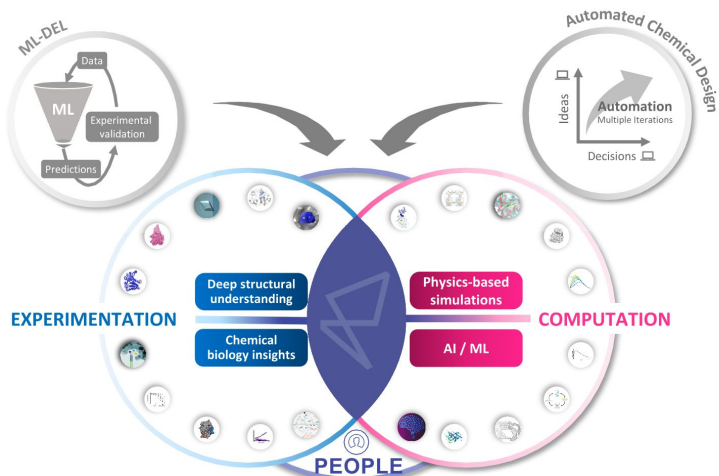 ML-DEL
Data
ML
Experimental
validation
Predictions
Automated Chemical Design
Ideas
Automation
Multiple Iterations
Decisions
Deep structural
understanding
Physics-based
simulations
EXPERIMENTATION
COMPUTATION
Chemical
biology insights
AI / ML
PEOPLE